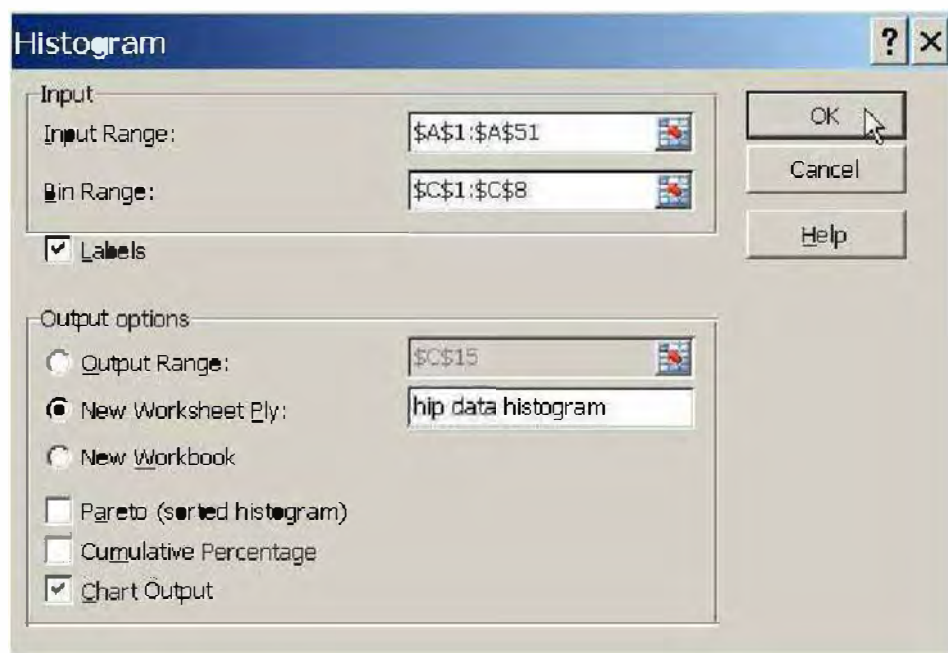 Histogram
Input
Input Range: $A$1:$A$51
Bin Range: $C$1:$C$8
Labels
OK
Cancel
Help
Output options
Output Range: $C$15
New Worksheet Ply: hip data histogram
New Workbook
Pareto (sorted histogram)
Cumulative Percentage
Chart Output